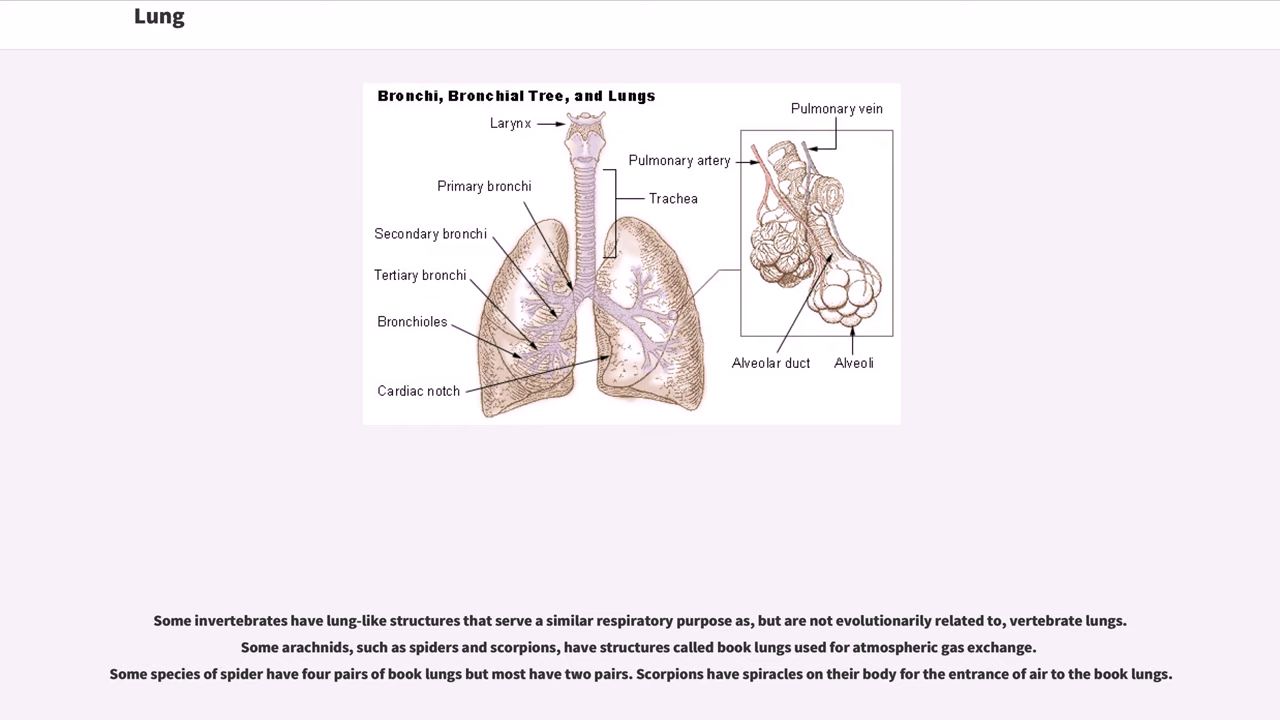 Lung
Bronchi, Bronchial Tree, and Lungs
Pulmonary vein
Larynx
Pulmonary artery
Primary bronchi
Trachea
Secondary bronchi
Tertiary bronchi
Bronchioles
Alveolar duct
Alveoli
Cardiac notch
Some invertebrates have lung-like structures that serve a similar respiratory purpose as, but are not evolutionarily related to, vertebrate lungs.
Some arachnids, such as spiders and scorpions, have structures called book lungs used for atmospheric gas exchange.
Some species of spider have four pairs of book lungs but most have two pairs. Scorpions have spiracles on their body for the entrance of air to the book lungs.